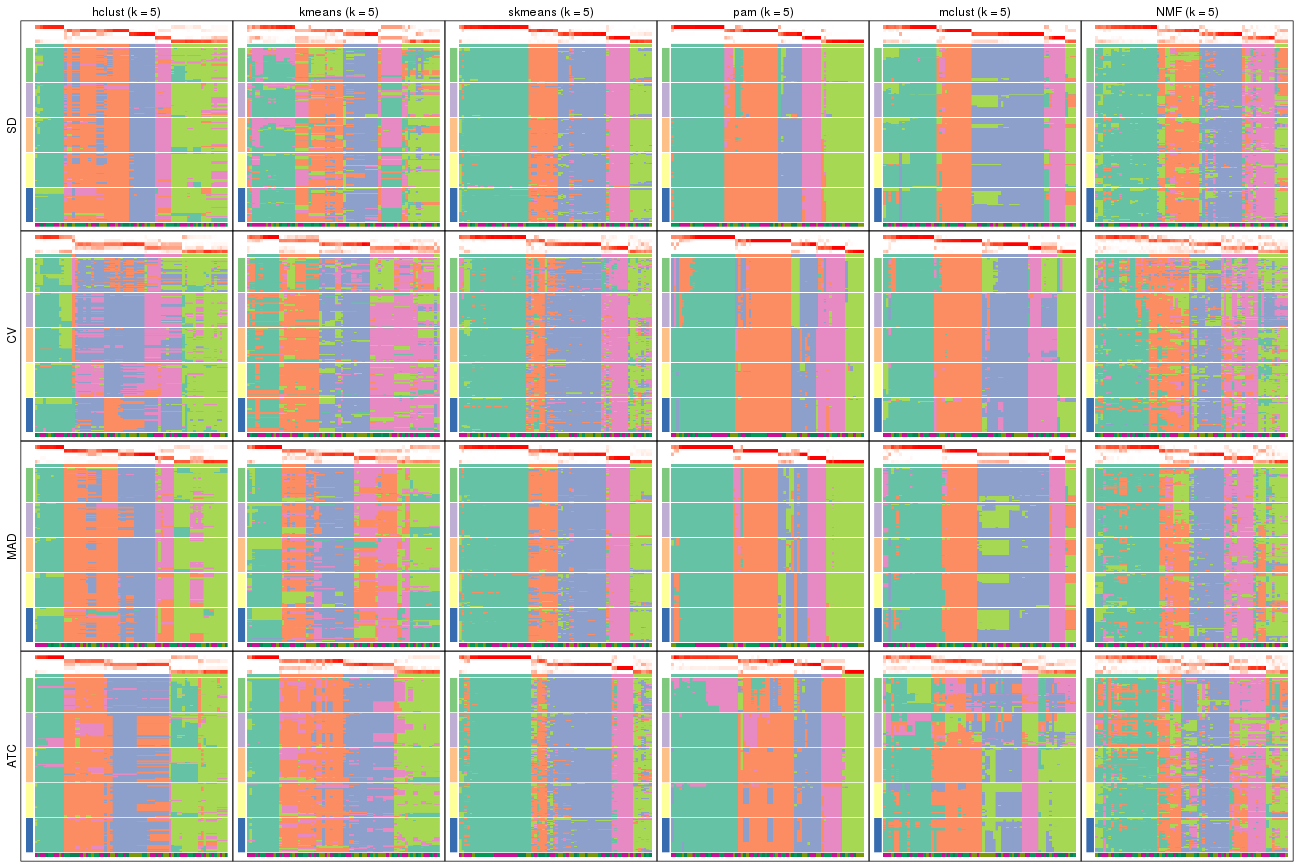 hclust (k = 5)
kmeans (k = 5)
skmeans (k = 5)
pam (k = 5)
mclust (k = 5)
NMF (k = 5)
SD
CV
MAD
ATC